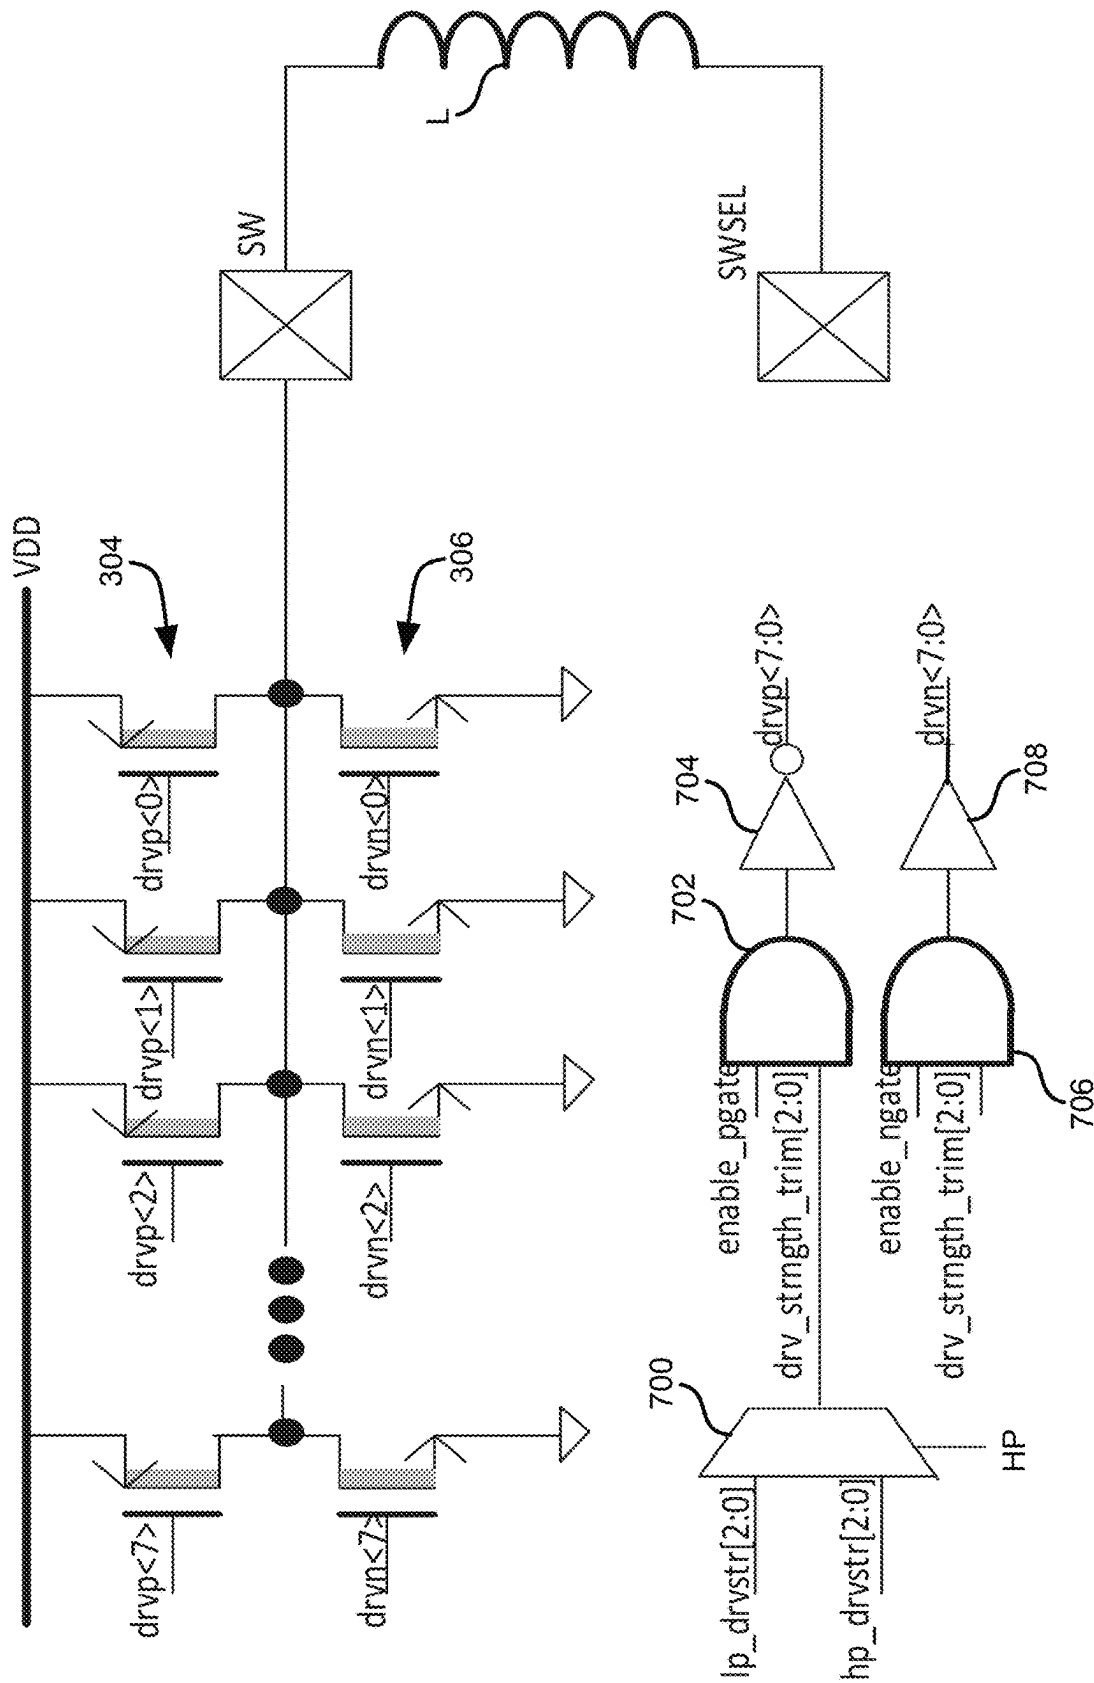 VDD
304
306
SW
L
SWSEL
drvp<7>
drvp<2>
drvp<1>
drvp<0>
drvn<7>
drvn<2>
drvn<1>
drvn<0>
700
702
704
lp_drvstr[2:0]
hp_drvstr[2:0]
HP
enable_pgate
drv_strngth_trim[2:0]
drvp<7:0>
enable_ngate
drv_strngth_trim[2:0]
drvn<7:0>
706
708